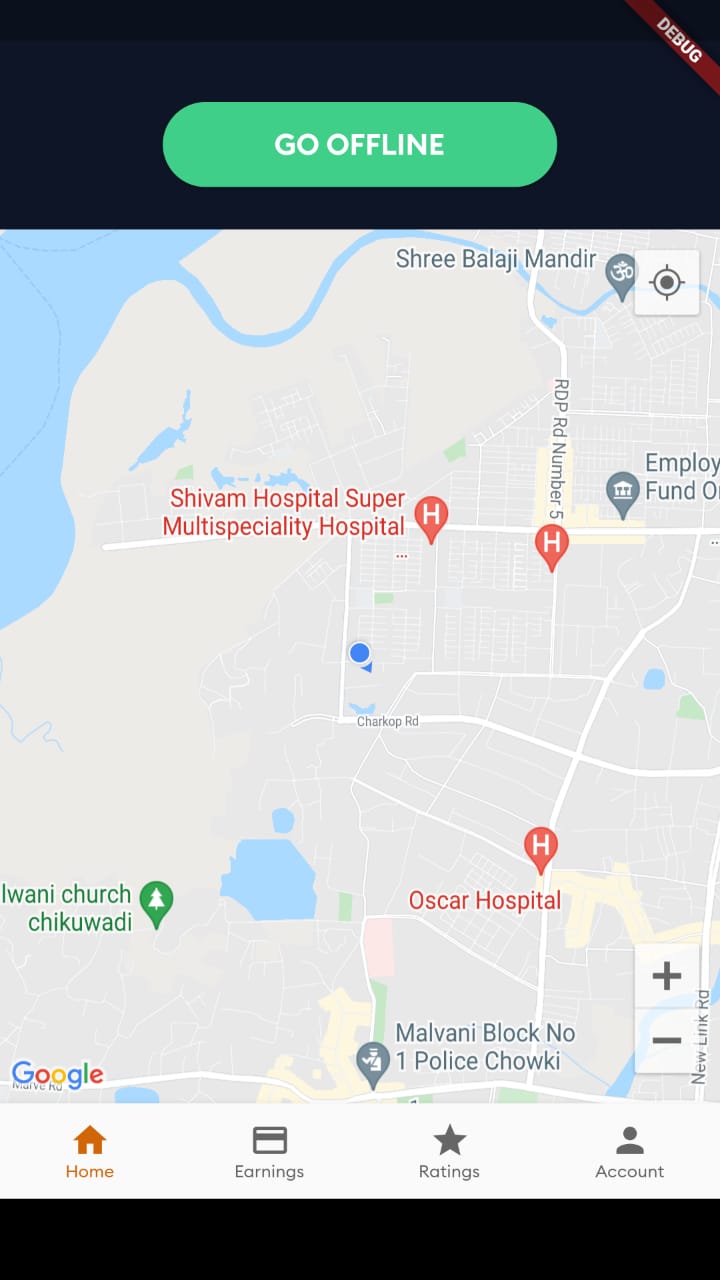 DEBUG
GO OFFLINE
Shree Balaji Mandir
ॐ
RDP Rd Number 5
Employ
Fund O
Shivam Hospital Super
Multispeciality Hospital
H
H
...
Charkop Rd
H
Oscar Hospital
lwani church
chikuwadi
+
−
New Link Rd
Malvani Block No
1 Police Chowki
Google
Marve Rd
Home
Earnings
Ratings
Account